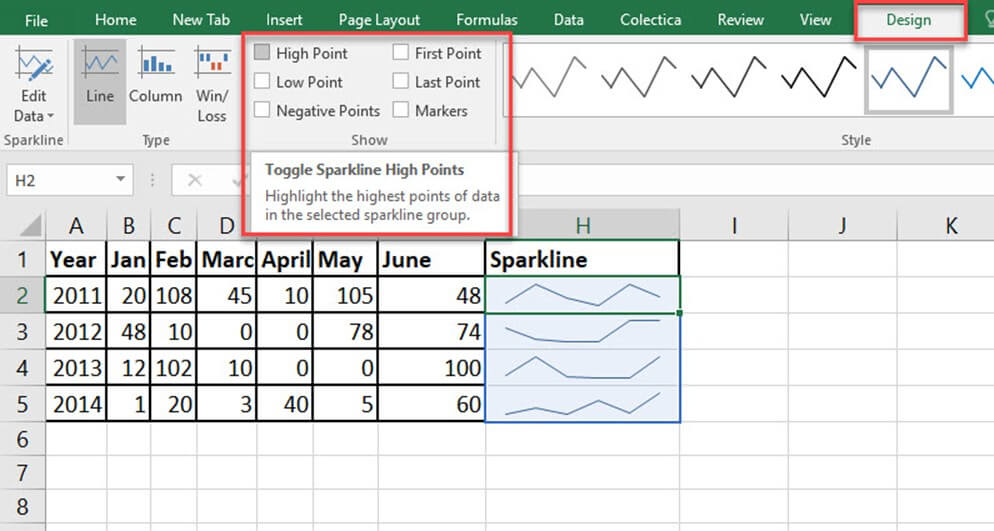 File Home New Tab Insert Page Layout Formulas Data Colectica Review View Design
High Point First Point
Low Point Last Point
Negative Points Markers
Edit Data Line Column Win/
Loss
Sparkline Type Show Style
Toggle Sparkline High Points
Highlight the highest points of data
in the selected sparkline group.
H2
A B C D H I J K
1 Year Jan Feb Marc April May June Sparkline
2 2011 20 108 45 10 105 48
3 2012 48 10 0 0 78 74
4 2013 12 102 10 0 0 100
5 2014 1 20 3 40 5 60
6
7
8